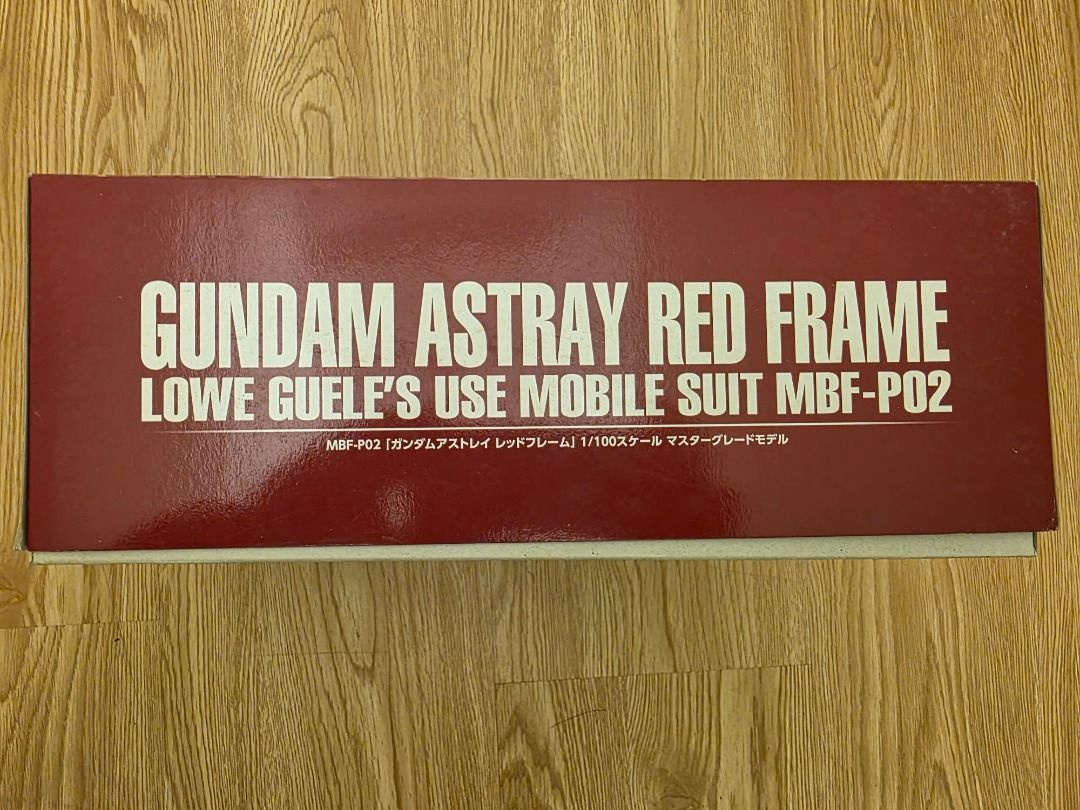 GUNDAM ASTRAY RED FRAME
LOWE GUELE'S USE MOBILE SUIT MBF-P02
MBF-P02「ガンダムアストレイ レッドフレーム」1/100スケール マスターグレードモデル